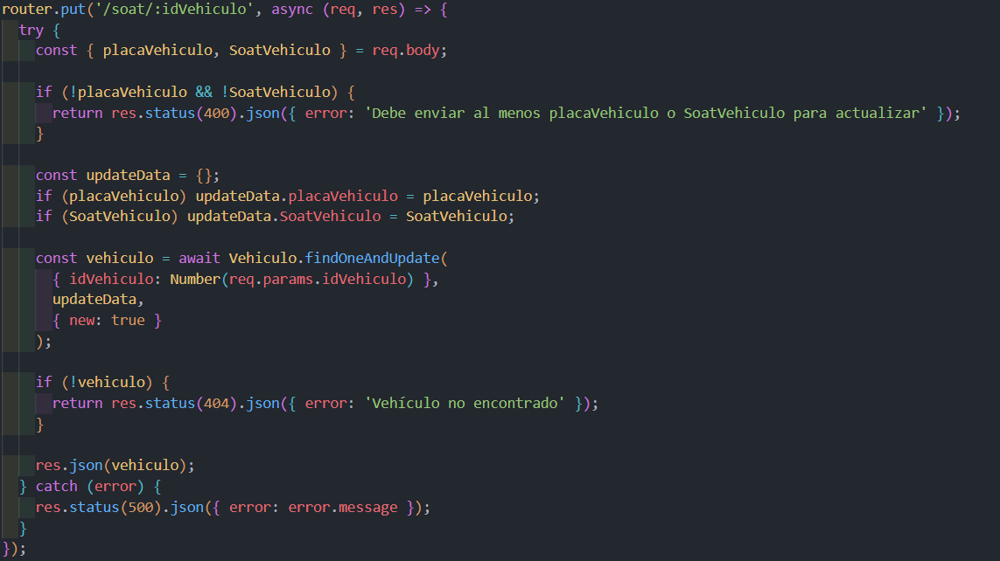 router.put('/soat/:idVehiculo', async (req, res) => {
  try {
    const { placaVehiculo, SoatVehiculo } = req.body;

    if (!placaVehiculo && !SoatVehiculo) {
      return res.status(400).json({ error: 'Debe enviar al menos placaVehiculo o SoatVehiculo para actualizar' });
    }

    const updateData = {};
    if (placaVehiculo) updateData.placaVehiculo = placaVehiculo;
    if (SoatVehiculo) updateData.SoatVehiculo = SoatVehiculo;

    const vehiculo = await Vehiculo.findOneAndUpdate(
      { idVehiculo: Number(req.params.idVehiculo) },
      updateData,
      { new: true }
    );

    if (!vehiculo) {
      return res.status(404).json({ error: 'Vehículo no encontrado' });
    }

    res.json(vehiculo);
  } catch (error) {
    res.status(500).json({ error: error.message });
  }
});